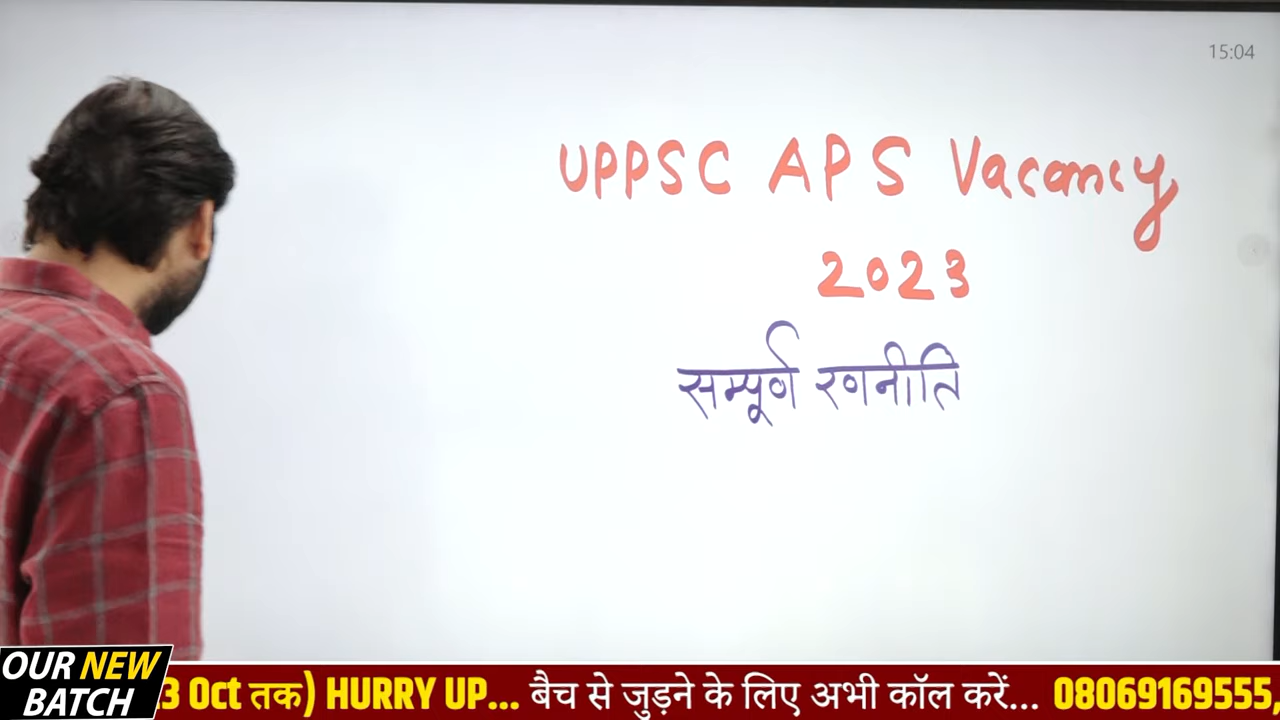 15:04
UPPSC APS Vacancy
2023
सम्पूर्ण रणनीति
OUR NEW
BATCH
3 Oct तक) HURRY UP... बैच से जुड़ने के लिए अभी कॉल करें... 08069169555,